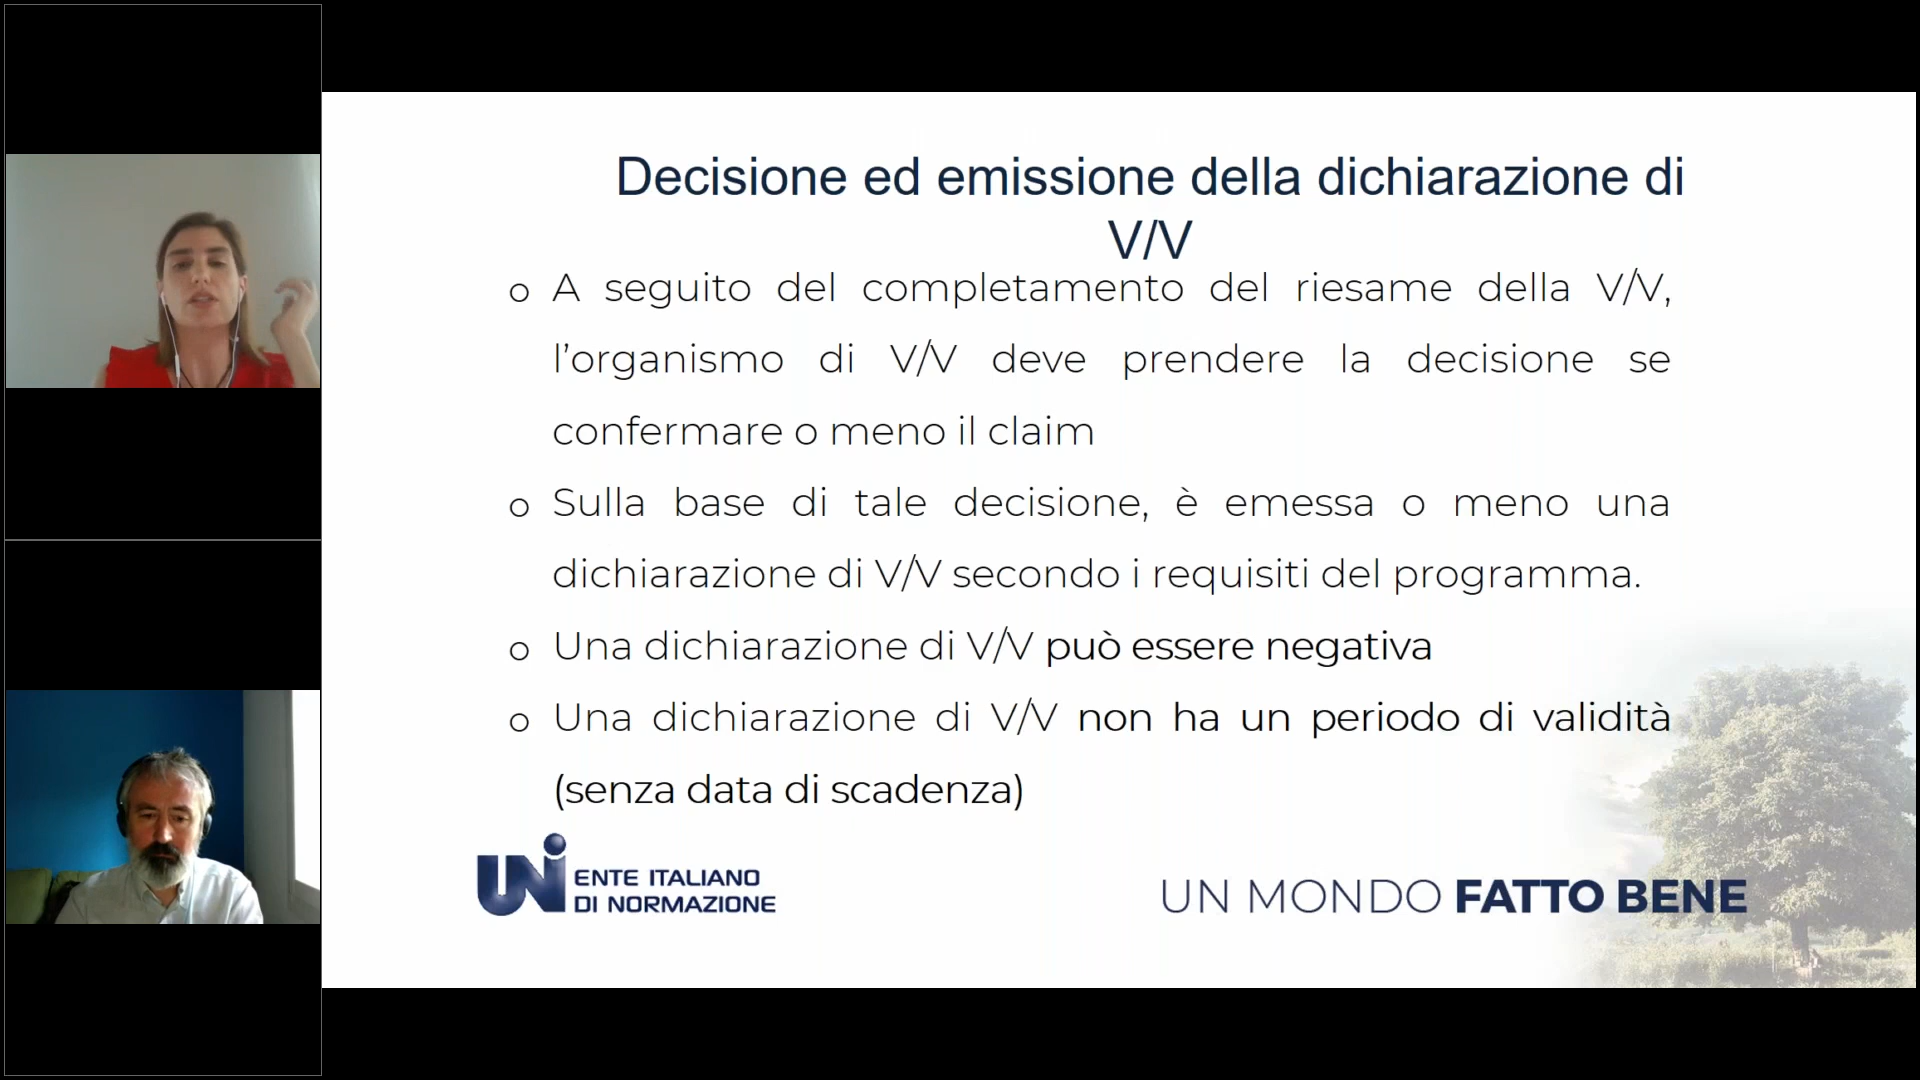 Decisione ed emissione della dichiarazione di
V/V
o A seguito del completamento del riesame della V/V,
l’organismo di V/V deve prendere la decisione se
confermare o meno il claim
o Sulla base di tale decisione, è emessa o meno una
dichiarazione di V/V secondo i requisiti del programma.
o Una dichiarazione di V/V può essere negativa
o Una dichiarazione di V/V non ha un periodo di validità
(senza data di scadenza)
UNI ENTE ITALIANO
DI NORMAZIONE
UN MONDO FATTO BENE